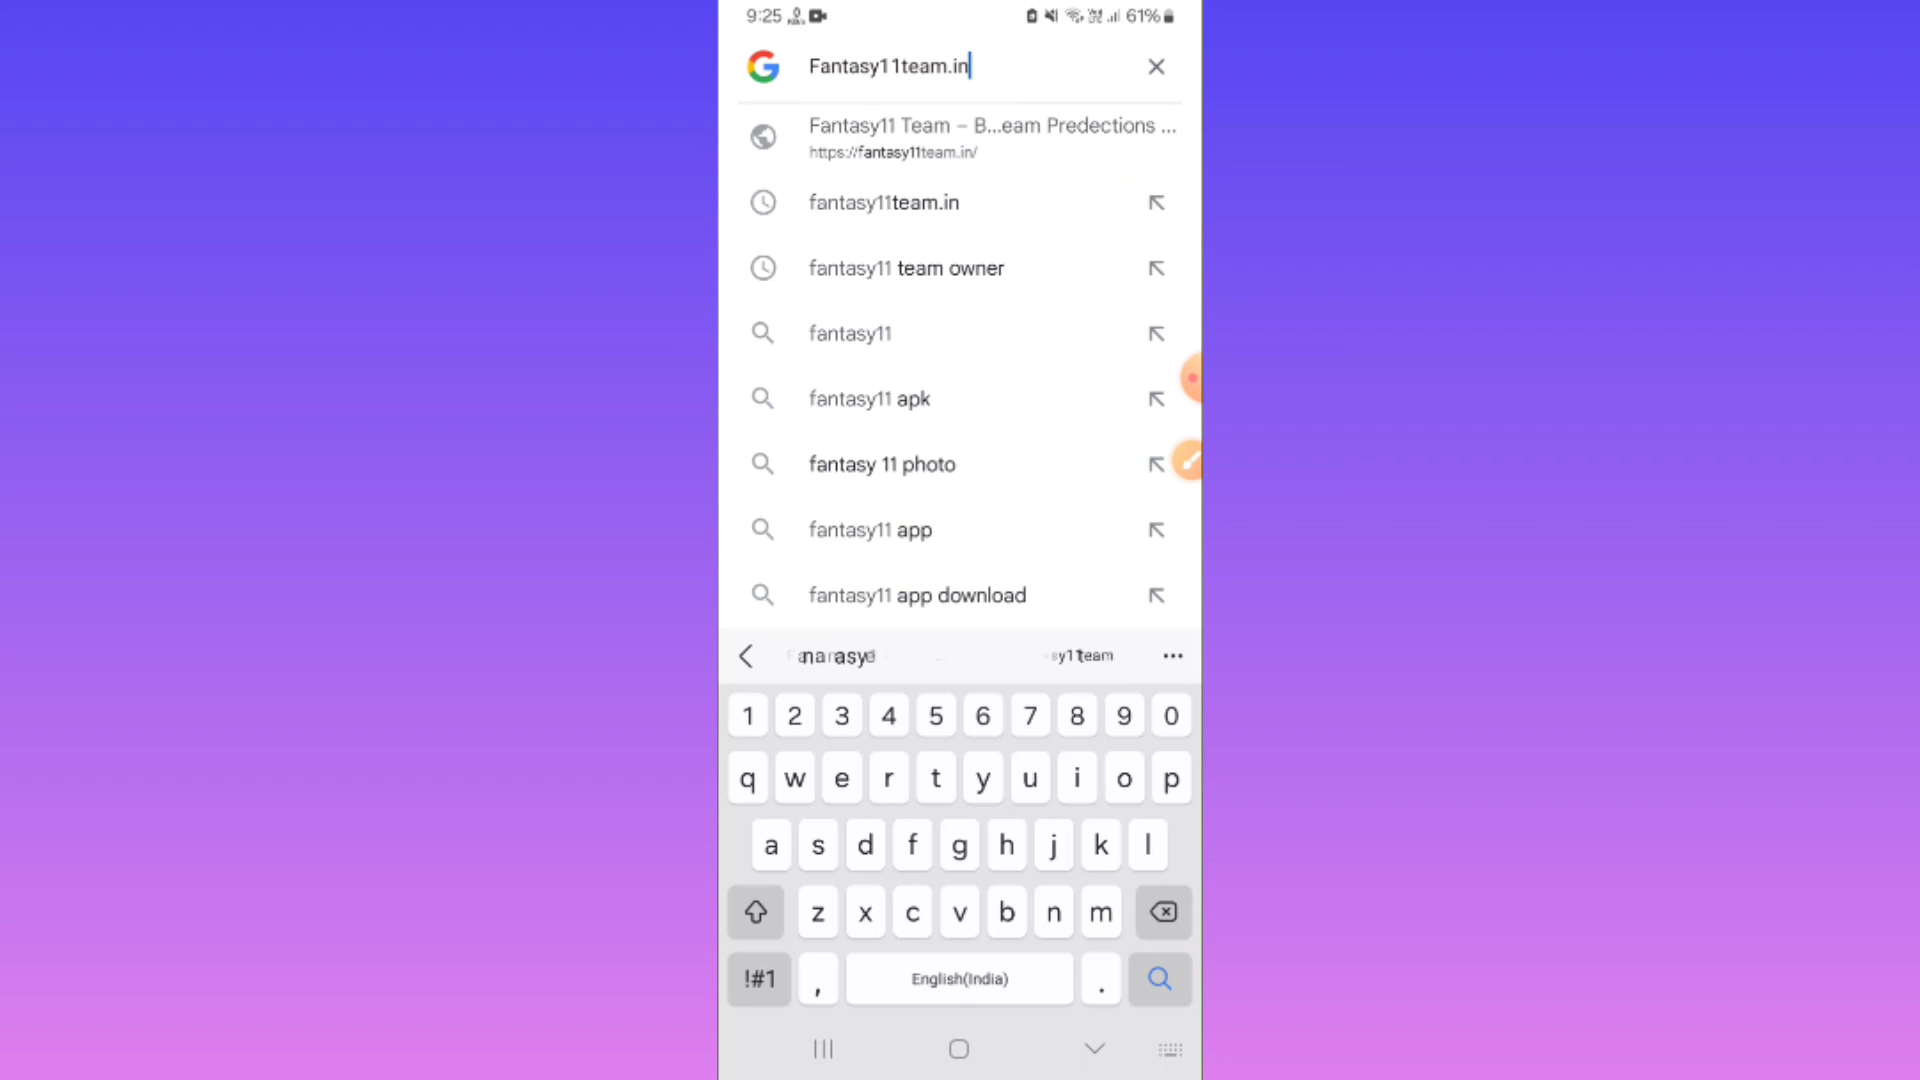 9:25 61%
Fantasy11team.in
Fantasy11 Team – B...eam Predections ...
https://fantasy11team.in/
fantasy11team.in
fantasy11 team owner
fantasy11
fantasy11 apk
fantasy 11 photo
fantasy11 app
fantasy11 app download
1 2 3 4 5 6 7 8 9 0
q w e r t y u i o p
a s d f g h j k l
z x c v b n m
!#1 , English(India) .